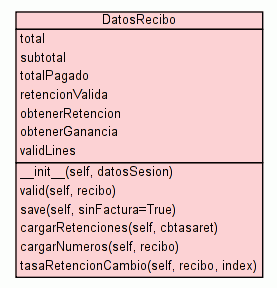 DatosRecibo
total
subtotal
totalPagado
retencionValida
obtenerRetencion
obtenerGanancia
validLines
__init__(self, datosSesion)
valid(self, recibo)
save(self, sinFactura=True)
cargarRetenciones(self, cbtasaret)
cargarNumeros(self, recibo)
tasaRetencionCambio(self, recibo, index)